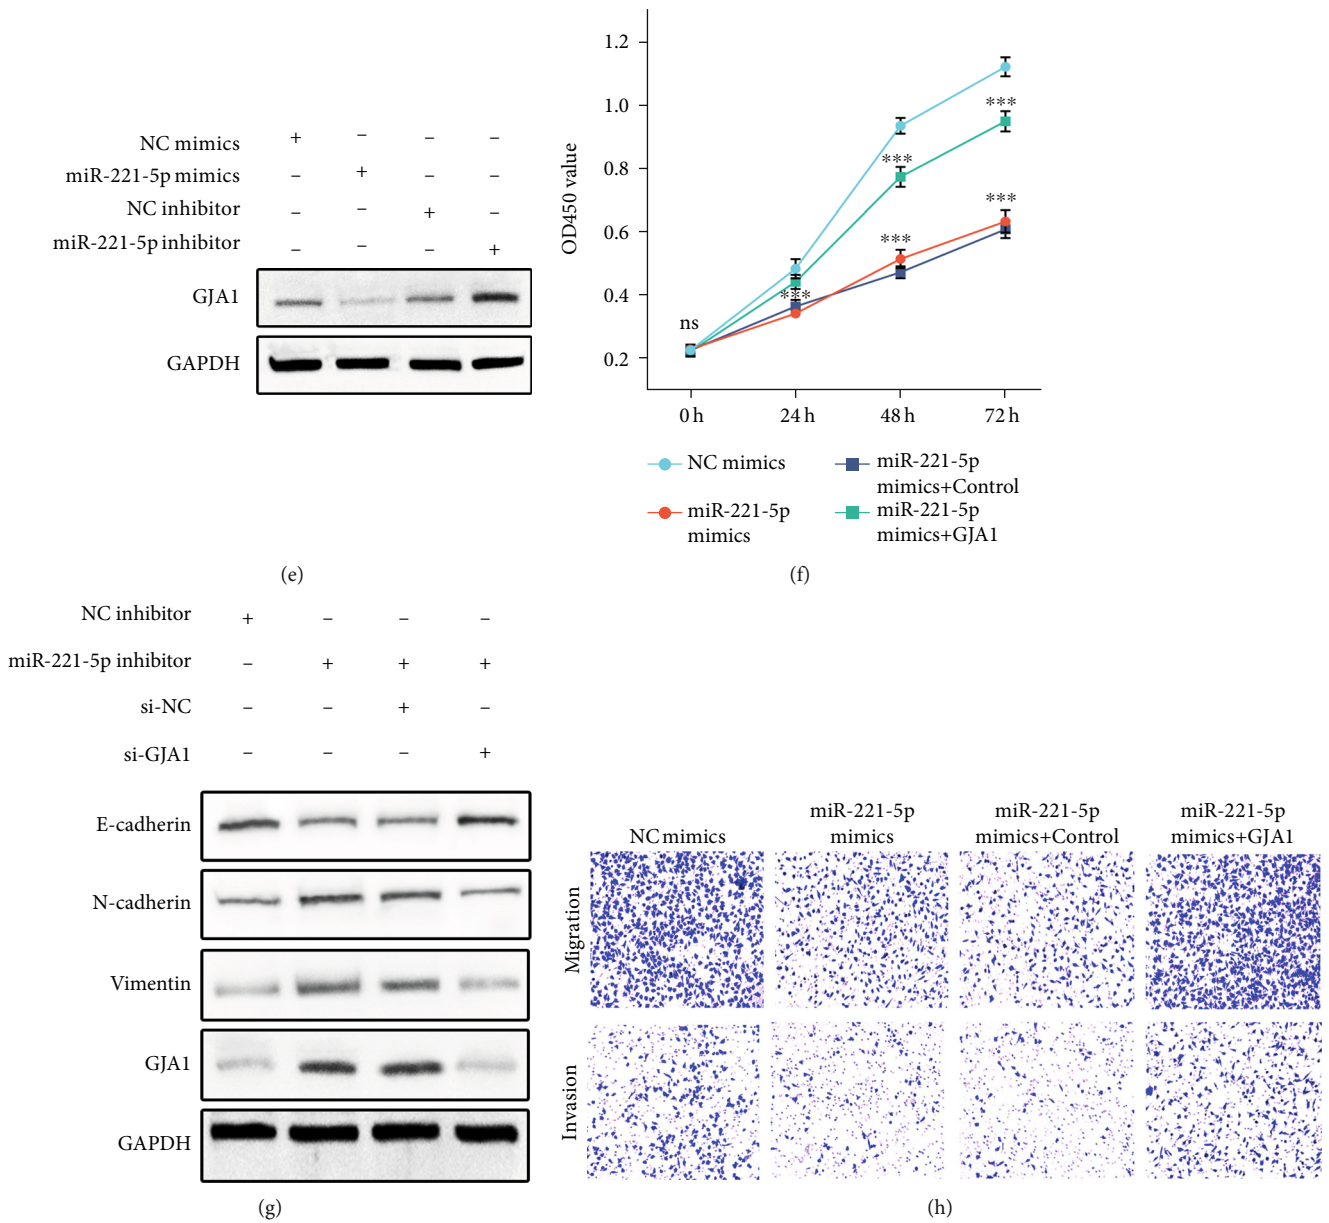 NC mimics + – – –
miR-221-5p mimics – + – –
NC inhibitor – – + –
miR-221-5p inhibitor – – – +
GJA1
GAPDH
(e)
OD450 value
1.2
1.0
0.8
0.6
0.4
0.2
ns
***
***
***
***
***
0 h 24 h 48 h 72 h
NC mimics
miR-221-5p
mimics
miR-221-5p
mimics+Control
miR-221-5p
mimics+GJA1
(f)
NC inhibitor + – – –
miR-221-5p inhibitor – + + +
si-NC – – + –
si-GJA1 – – – +
E-cadherin
N-cadherin
Vimentin
GJA1
GAPDH
(g)
NC mimics
miR-221-5p
mimics
miR-221-5p
mimics+Control
miR-221-5p
mimics+GJA1
Migration
Invasion
(h)